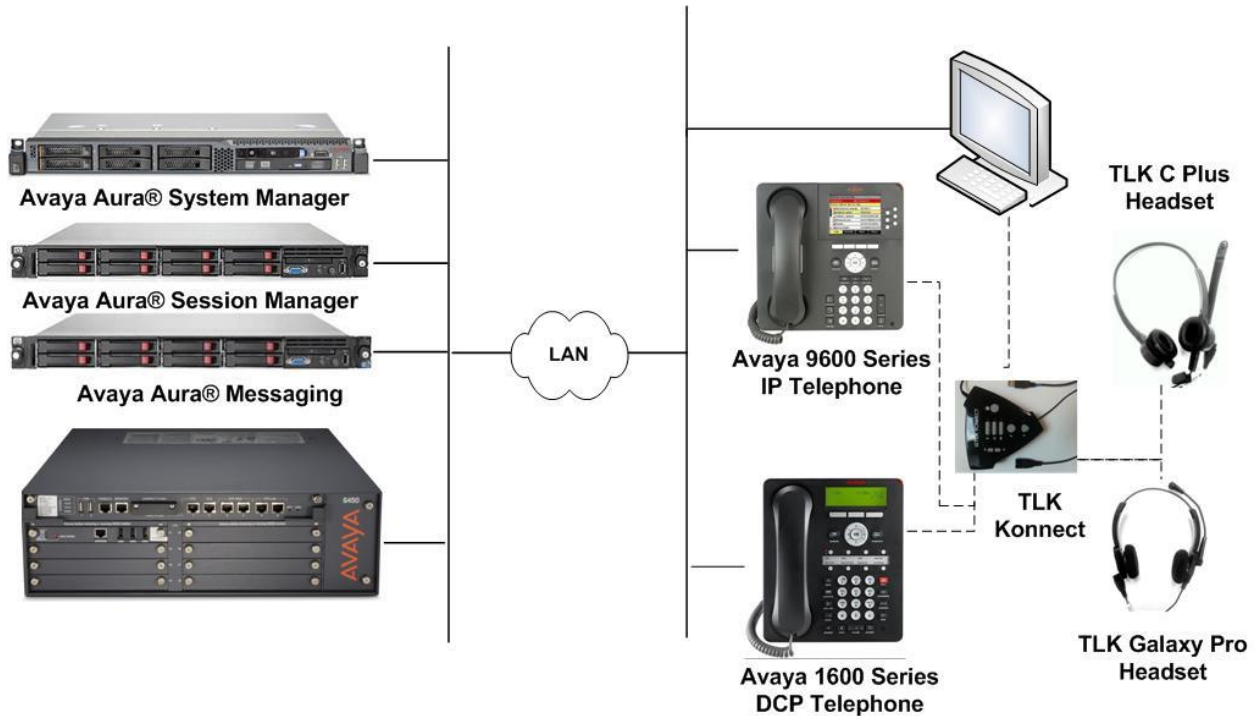 Avaya Aura® System Manager
Avaya Aura® Session Manager
Avaya Aura® Messaging
AVAYA
LAN
Avaya 9600 Series
IP Telephone
Avaya 1600 Series
DCP Telephone
TLK
Konnect
TLK C Plus
Headset
TLK Galaxy Pro
Headset